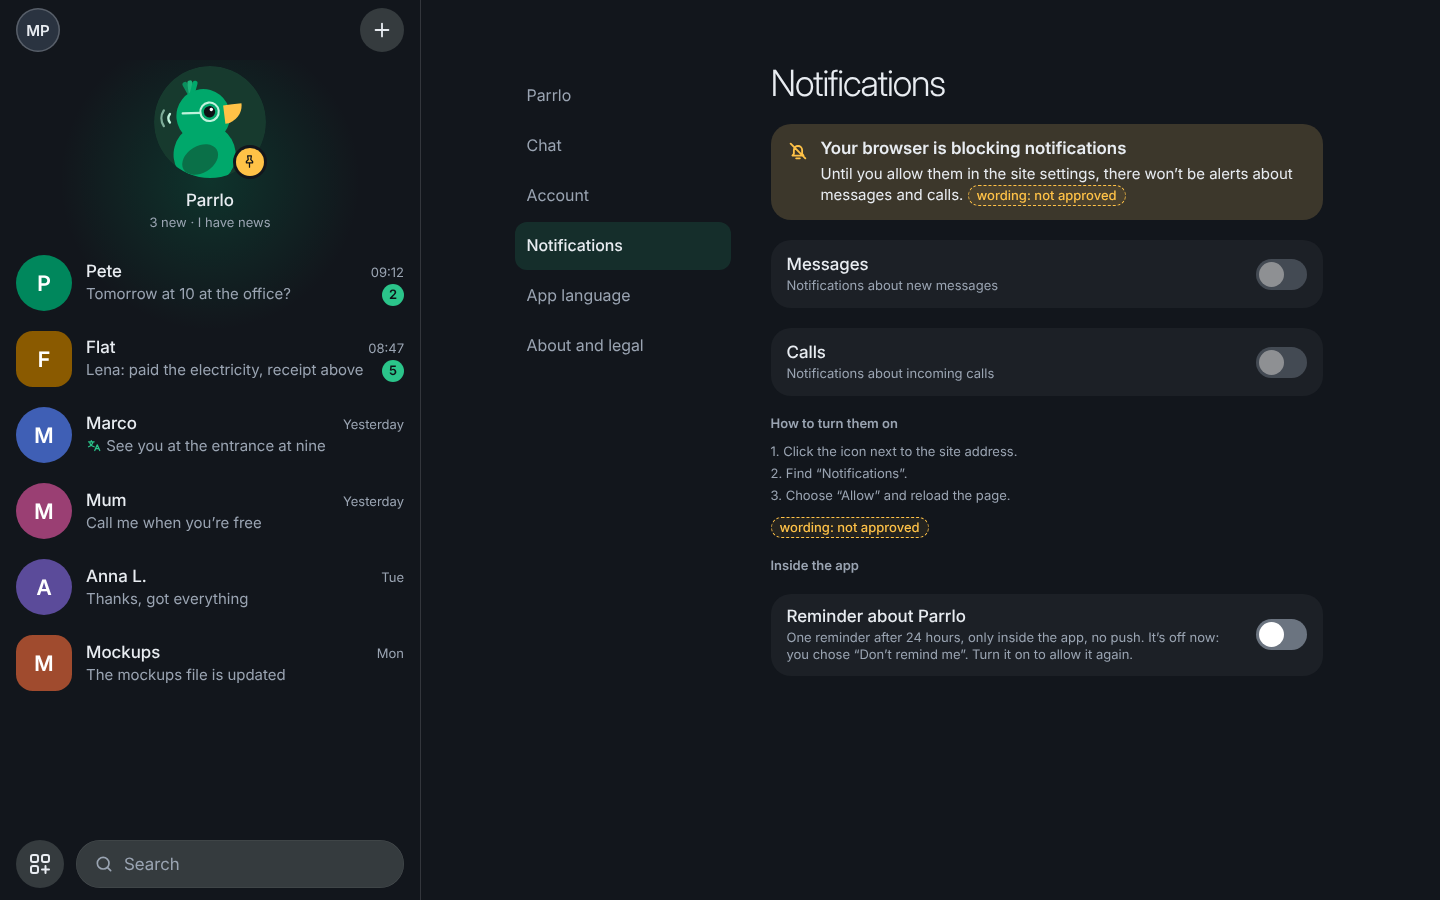 MP
Parrlo
3 new · I have news
P
Pete
09:12
Tomorrow at 10 at the office?
2
F
Flat
08:47
Lena: paid the electricity, receipt above
5
M
Marco
Yesterday
See you at the entrance at nine
M
Mum
Yesterday
Call me when you’re free
A
Anna L.
Tue
Thanks, got everything
M
Mockups
Mon
The mockups file is updated
Search
Parrlo
Chat
Account
Notifications
App language
About and legal
Notifications
Your browser is blocking notifications
Until you allow them in the site settings, there won’t be alerts about
messages and calls. wording: not approved
Messages
Notifications about new messages
Calls
Notifications about incoming calls
How to turn them on
1. Click the icon next to the site address.
2. Find “Notifications”.
3. Choose “Allow” and reload the page.
wording: not approved
Inside the app
Reminder about Parrlo
One reminder after 24 hours, only inside the app, no push. It’s off now:
you chose “Don’t remind me”. Turn it on to allow it again.